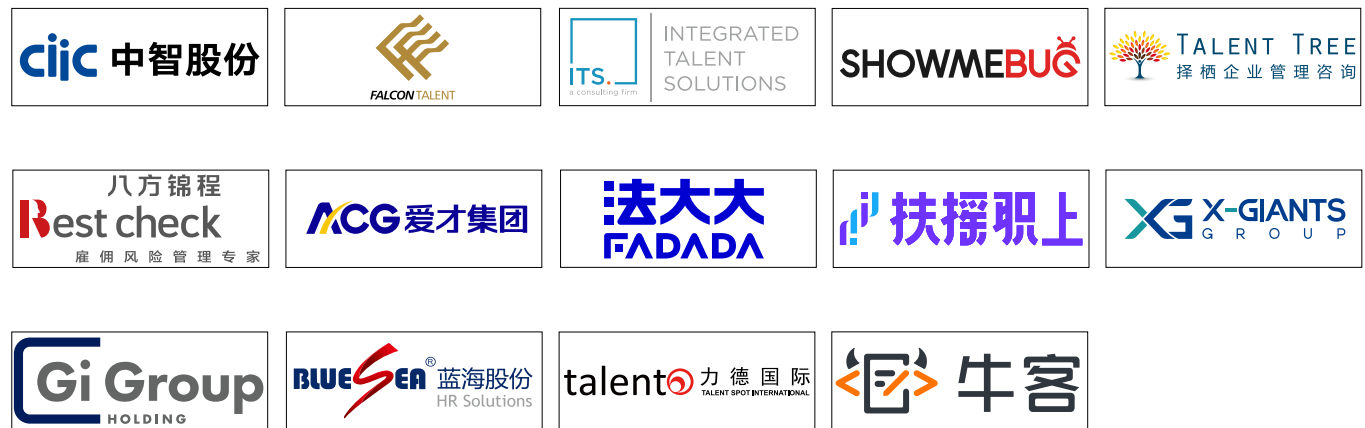 ciic 中智股份
FALCON TALENT
ITS.
a consulting firm
INTEGRATED
TALENT
SOLUTIONS
SHOWMEBUG
TALENT TREE
择栖企业管理咨询
八方锦程
Best check
雇佣风险管理专家
ACG 爱才集团
法大大
FADADA
扶摇职上
XG X-GIANTS
GROUP
Gi Group
HOLDING
BLUESEA® 蓝海股份
HR Solutions
talent 力德国际
TALENT SPOT INTERNATIONAL
牛客